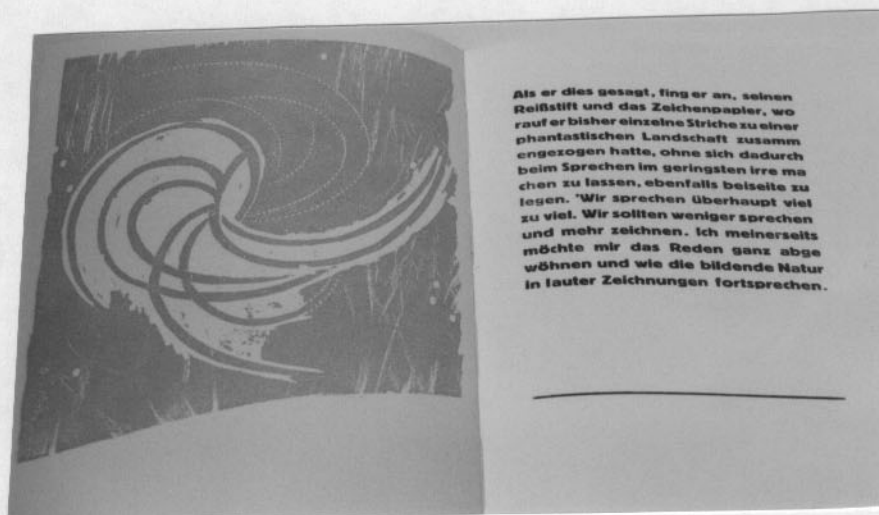 Als er dies gesagt, fing er an, seinen
Reißstift und das Zeichenpapier, wo
rauf er bisher einzelne Striche zu einer
phantastischen Landschaft zusamm
engezogen hatte, ohne sich dadurch
beim Sprechen im geringsten irre ma
chen zu lassen, ebenfalls beiseite zu
legen. 'Wir sprechen überhaupt viel
zu viel. Wir sollten weniger sprechen
und mehr zeichnen. Ich meinerseits
möchte mir das Reden ganz abge
wöhnen und wie die bildende Natur
in lauter Zeichnungen fortsprechen.